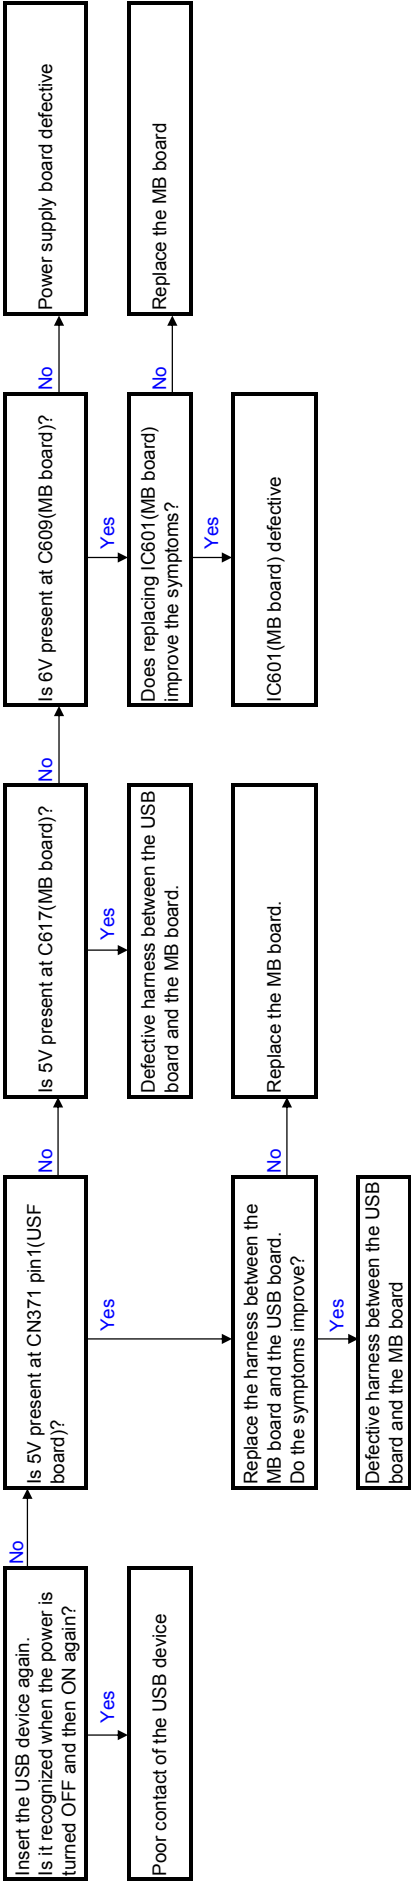 Insert the USB device again.
Is it recognized when the power is
turned OFF and then ON again?
No
Yes
Poor contact of the USB device
Is 5V present at CN371 pin1(USF
board)?
No
Yes
Replace the harness between the
MB board and the USB board.
Do the symptoms improve?
No
Replace the MB board.
Yes
Defective harness between the USB
board and the MB board
Is 5V present at C617(MB board)?
No
Yes
Defective harness between the USB
board and the MB board.
Is 6V present at C609(MB board)?
No
Power supply board defective
Yes
Does replacing IC601(MB board)
improve the symptoms?
No
Replace the MB board
Yes
IC601(MB board) defective